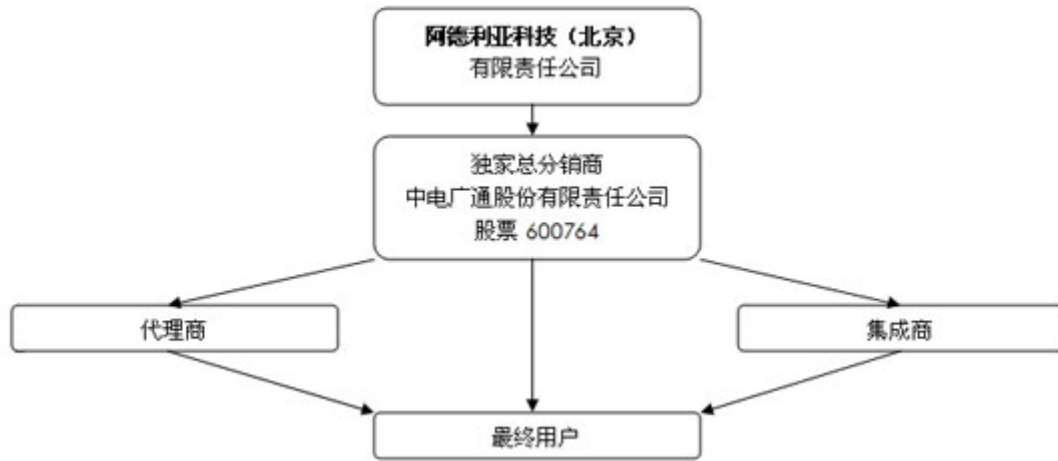 阿德利亚科技（北京）
有限责任公司
独家总分销商
中电广通股份有限责任公司
股票 600764
代理商
集成商
最终用户